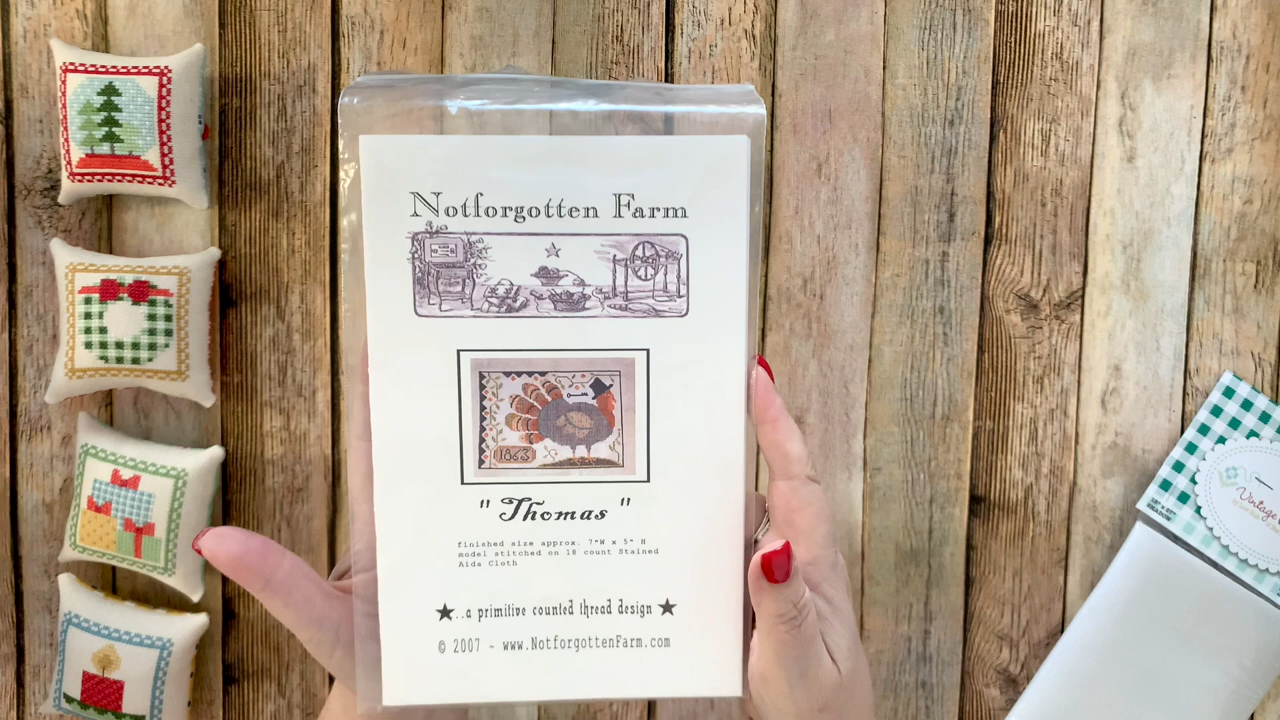 Notforgotten Farm
1863
" Thomas "
finished size approx. 7"W x 5" H
model stitched on 18 count Stained
Aida Cloth
★..a primitive counted thread design ★
© 2007 ~ www.NotforgottenFarm.com
Vintage